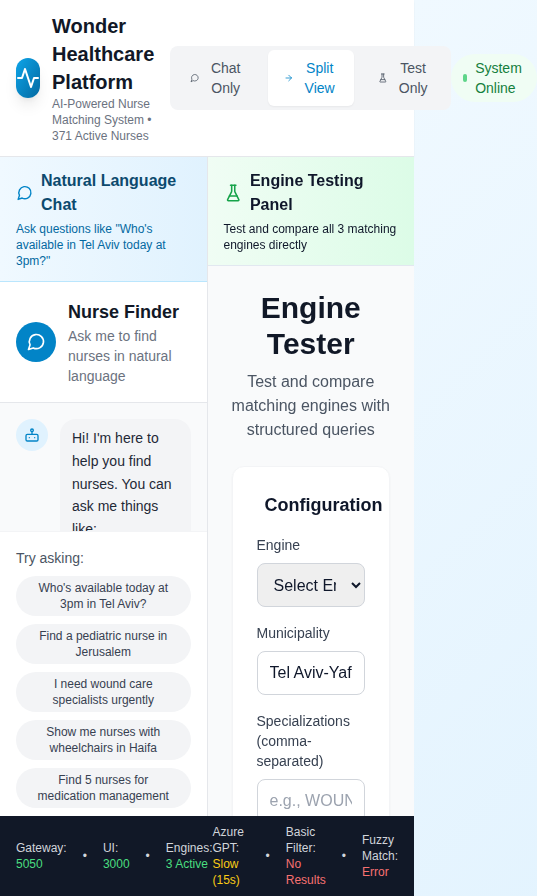 Wonder
Healthcare
Platform
AI-Powered Nurse
Matching System •
371 Active Nurses
Chat
Only
Split
View
Test
Only
System
Online
Natural Language
Chat
Ask questions like "Who's
available in Tel Aviv today at
3pm?"
Engine Testing
Panel
Test and compare all 3 matching
engines directly
Nurse Finder
Ask me to find
nurses in natural
language
Hi! I'm here to
help you find
nurses. You can
ask me things
like:
Try asking:
Who's available today at
3pm in Tel Aviv?
Find a pediatric nurse in
Jerusalem
I need wound care
specialists urgently
Show me nurses with
wheelchairs in Haifa
Find 5 nurses for
medication management
Engine
Tester
Test and compare
matching engines with
structured queries
Configuration
Engine
Select En
Municipality
Tel Aviv-Yaf
Specializations
(comma-
separated)
e.g., WOUN
Gateway:
5050
•
UI:
3000
•
Engines:
3 Active
Azure
GPT:
Slow
(15s)
•
Basic
Filter:
No
Results
•
Fuzzy
Match:
Error